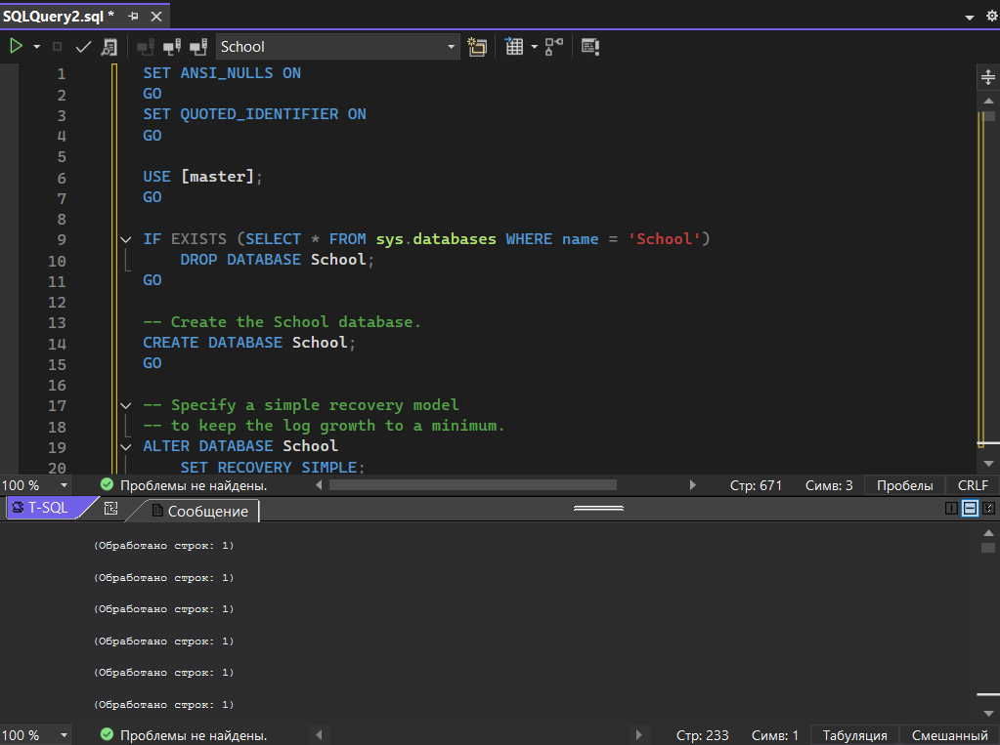 SQLQuery2.sql *
School
1 SET ANSI_NULLS ON
2 GO
3 SET QUOTED_IDENTIFIER ON
4 GO
5
6 USE [master];
7 GO
8
9 IF EXISTS (SELECT * FROM sys.databases WHERE name = 'School')
10 DROP DATABASE School;
11 GO
12
13 -- Create the School database.
14 CREATE DATABASE School;
15 GO
16
17 -- Specify a simple recovery model
18 -- to keep the log growth to a minimum.
19 ALTER DATABASE School
20 SET RECOVERY SIMPLE;
100 % Проблемы не найдены. Стр: 671 Симв: 3 Пробелы CRLF
T-SQL Сообщение
(Обработано строк: 1)
(Обработано строк: 1)
(Обработано строк: 1)
(Обработано строк: 1)
(Обработано строк: 1)
(Обработано строк: 1)
100 % Проблемы не найдены. Стр: 233 Симв: 1 Табуляция Смешанный